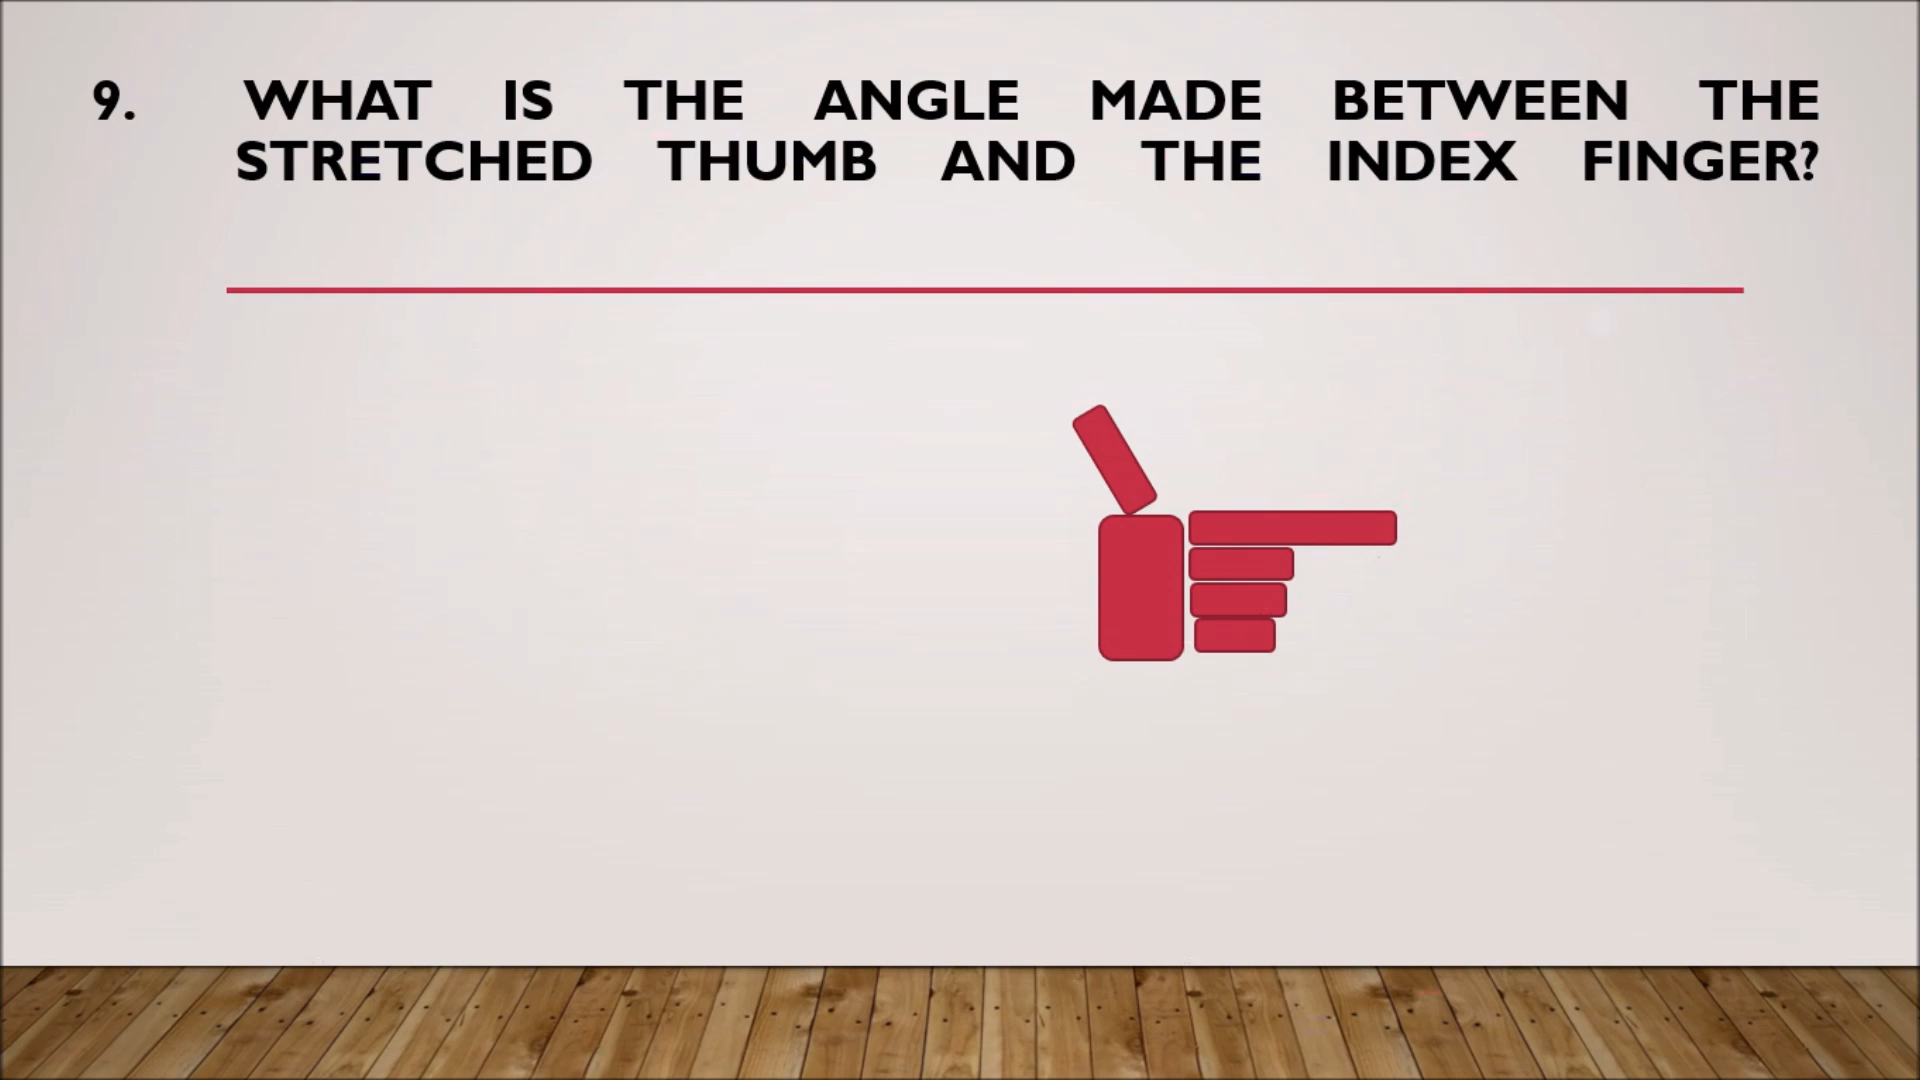 9. WHAT IS THE ANGLE MADE BETWEEN THE
STRETCHED THUMB AND THE INDEX FINGER?